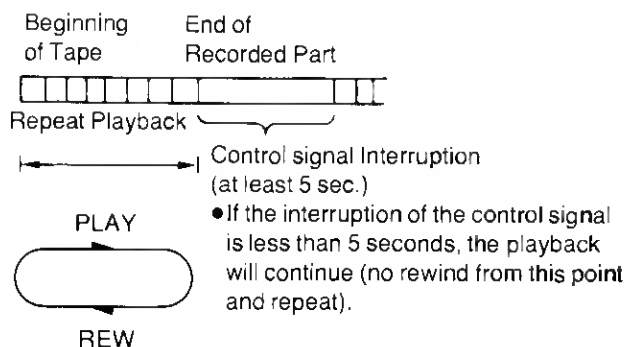 Beginning
of Tape
End of
Recorded Part
Repeat Playback
Control signal Interruption
(at least 5 sec.)
●If the interruption of the control signal
is less than 5 seconds, the playback
will continue (no rewind from this point
and repeat).
PLAY
REW